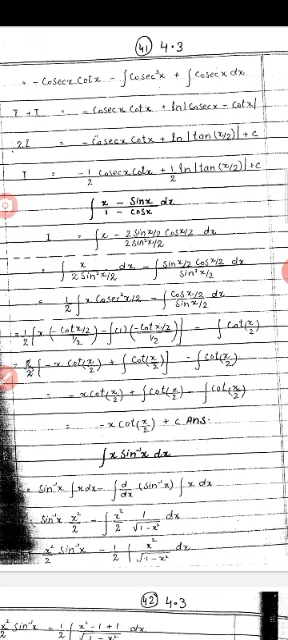 41 4.3
= -Cosecx Cotx - ∫Cosec³x + ∫Cosecx dx
I + I = -Cosecx Cotx + ln|Cosecx - Cotx|
2I = -Cosecx Cotx + ln|tan(x/2)| + c
I = -1/2 Cosecx Cotx + 1/2 ln|tan(x/2)| + c
∫ x - Sinx / 1 - Cosx dx
I = ∫ x - 2 Sin x/2 Cos x/2 / 2 Sin² x/2 dx
= ∫ x / 2 Sin² x/2 dx - ∫ Sin x/2 Cos x/2 / Sin² x/2 dx
= 1/2 ∫ x Cosec² x/2 - ∫ Cos x/2 / Sin x/2 dx
= 1/2 [x (-Cot x/2 / 1/2) - ∫(1)(-Cot x/2 / 1/2)] - ∫Cot(x/2)
= 2/2 [-x Cot(x/2) + ∫Cot(x/2)] - ∫Cot(x/2)
= -x Cot(x/2) + ∫Cot(x/2) - ∫Cot(x/2)
= -x Cot(x/2) + c Ans:
∫ x Sin⁻¹x dx
= Sin⁻¹x ∫x dx - ∫ d/dx (Sin⁻¹x) ∫x dx
Sin⁻¹x x²/2 - ∫ x²/2 1/√1-x² dx
x²/2 Sin⁻¹x - 1/2 ∫ x²/√1-x² dx
42 4.3
x²/2 Sin⁻¹x = 1/2 ∫ x²-1+1 / √1-x² dx.